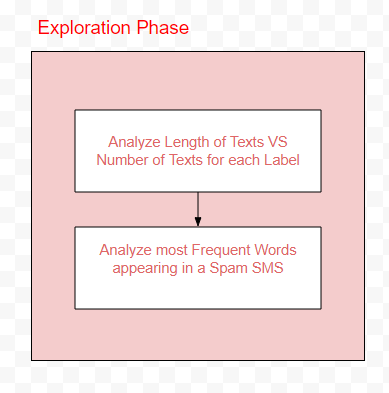 Exploration Phase
Analyze Length of Texts VS
Number of Texts for each Label
Analyze most Frequent Words
appearing in a Spam SMS